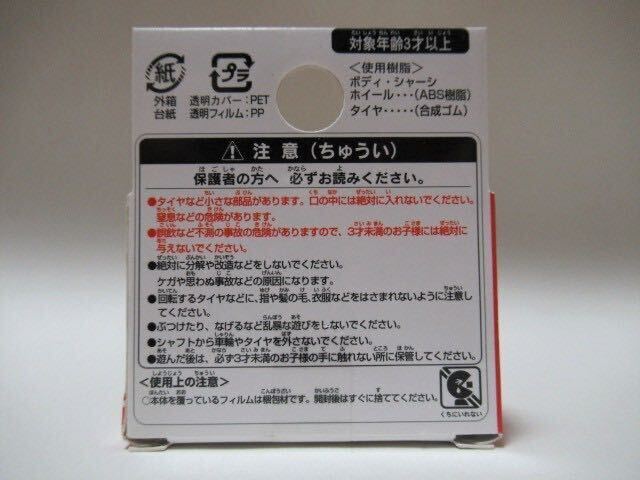 対象年齢3才以上
紙
プラ
外箱 透明カバー:PET
台紙 透明フィルム:PP
＜使用樹脂＞
ボディ・シャーシ
ホイール・・・(ABS樹脂)
タイヤ・・・・・(合成ゴム)
注意(ちゅうい)
保護者の方へ 必ずお読みください。
●タイヤなど小さな部品があります。口の中には絶対に入れないでください。
窒息などの危険があります。
●誤飲など不測の事故の危険がありますので、3才未満のお子様には絶対に
与えないでください。
●絶対に分解や改造などをしないでください。
ケガや思わぬ事故などの原因になります。
●回転するタイヤなどに、指や髪の毛、衣服などをはさまれないように注意し
てください。
●ぶつけたり、なげるなど乱暴な遊びをしないでください。
●シャフトから車輪やタイヤを外さないでください。
●遊んだ後は、必ず3才未満のお子様の手に触れない所に保管してください。
＜使用上の注意＞
○本体を覆っているフィルムは梱包材です。開封後はすぐに捨ててください。
くちにいれない